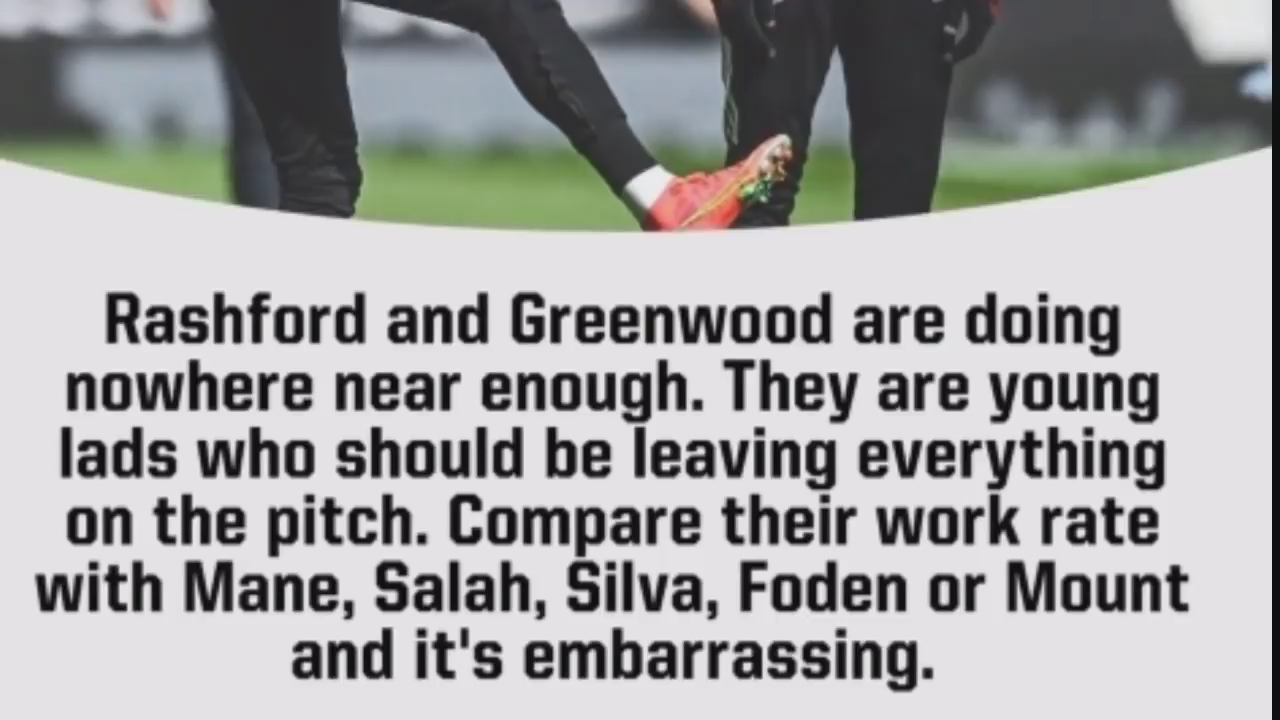 Rashford and Greenwood are doing
nowhere near enough. They are young
lads who should be leaving everything
on the pitch. Compare their work rate
with Mane, Salah, Silva, Foden or Mount
and it's embarrassing.